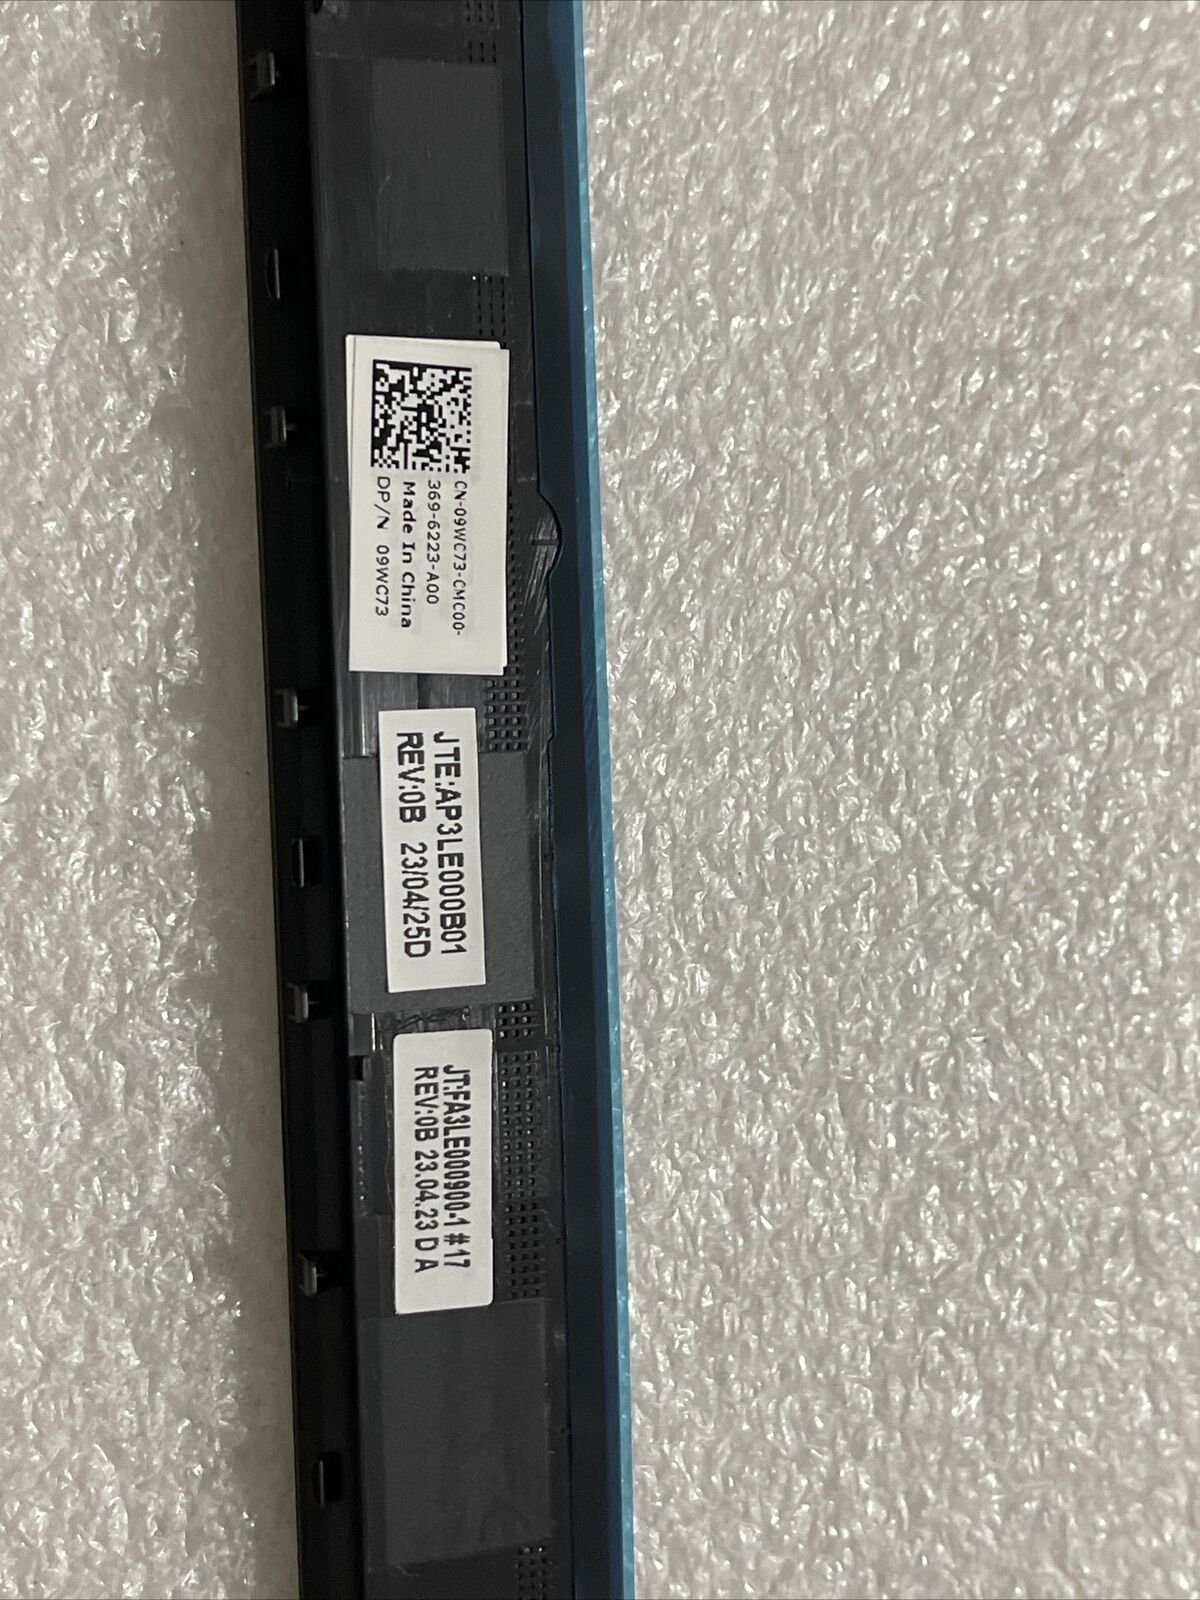 CN-09WC73-CMC00-
369-6223-A00
Made In China
DP/N 09WC73
JTE:AP3LE000B01
REV:0B 23/04/25D
JT:FA3LE000900-1 #17
REV:0B 23.04.23 D A